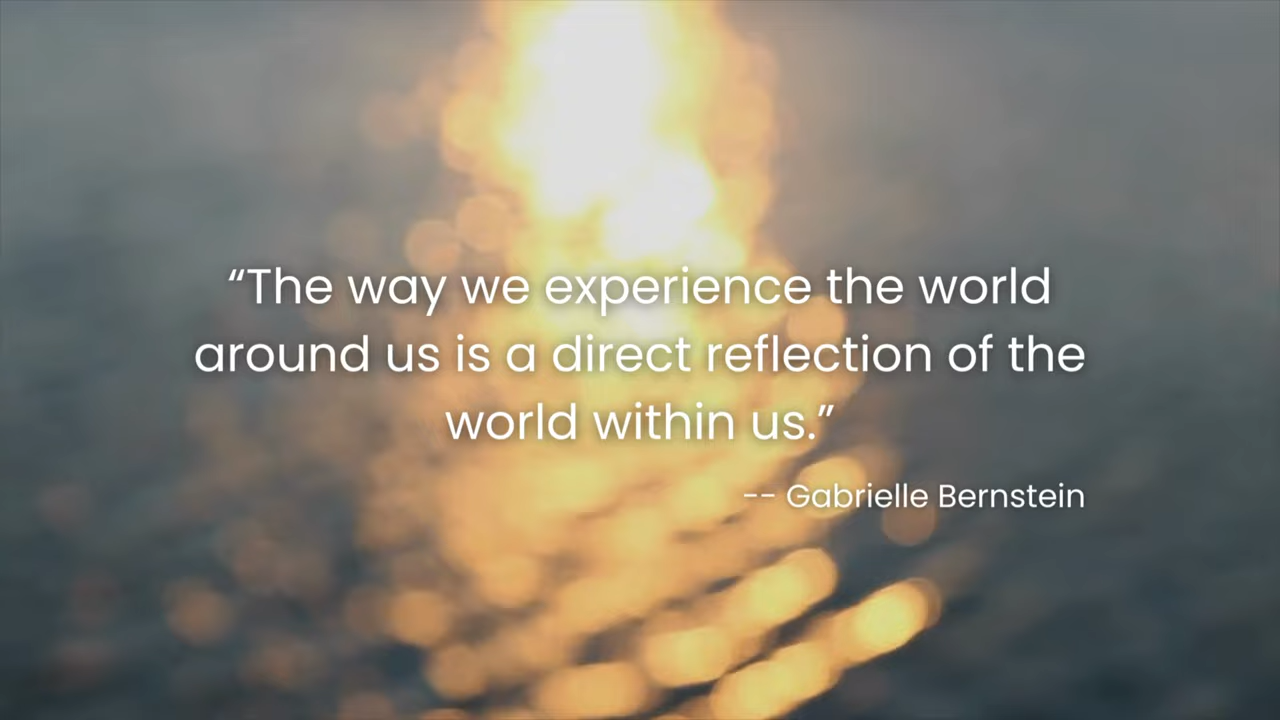 “The way we experience the world
around us is a direct reflection of the
world within us.”
-- Gabrielle Bernstein